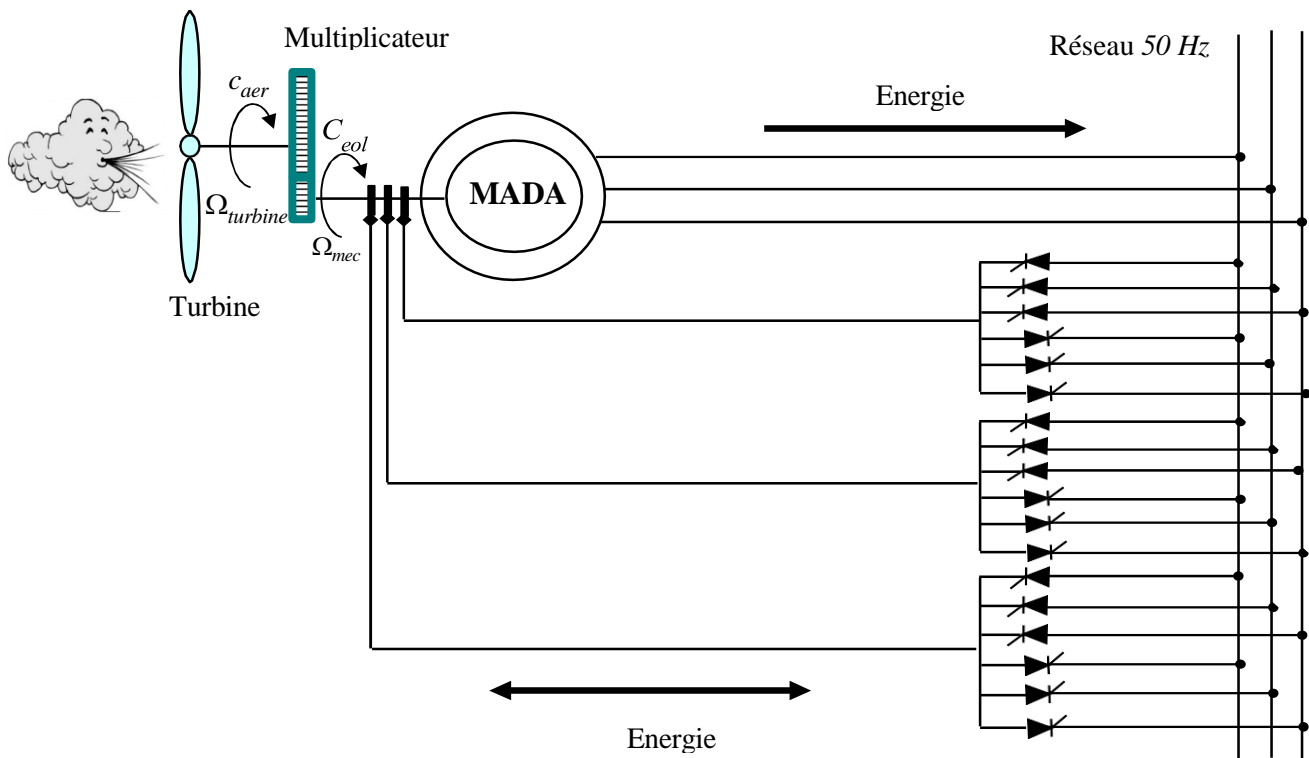 Multiplicateur
Réseau 50 Hz
c_aer
Energie
C_eol
MADA
Ω_turbine
Ω_mec
Turbine
Energie